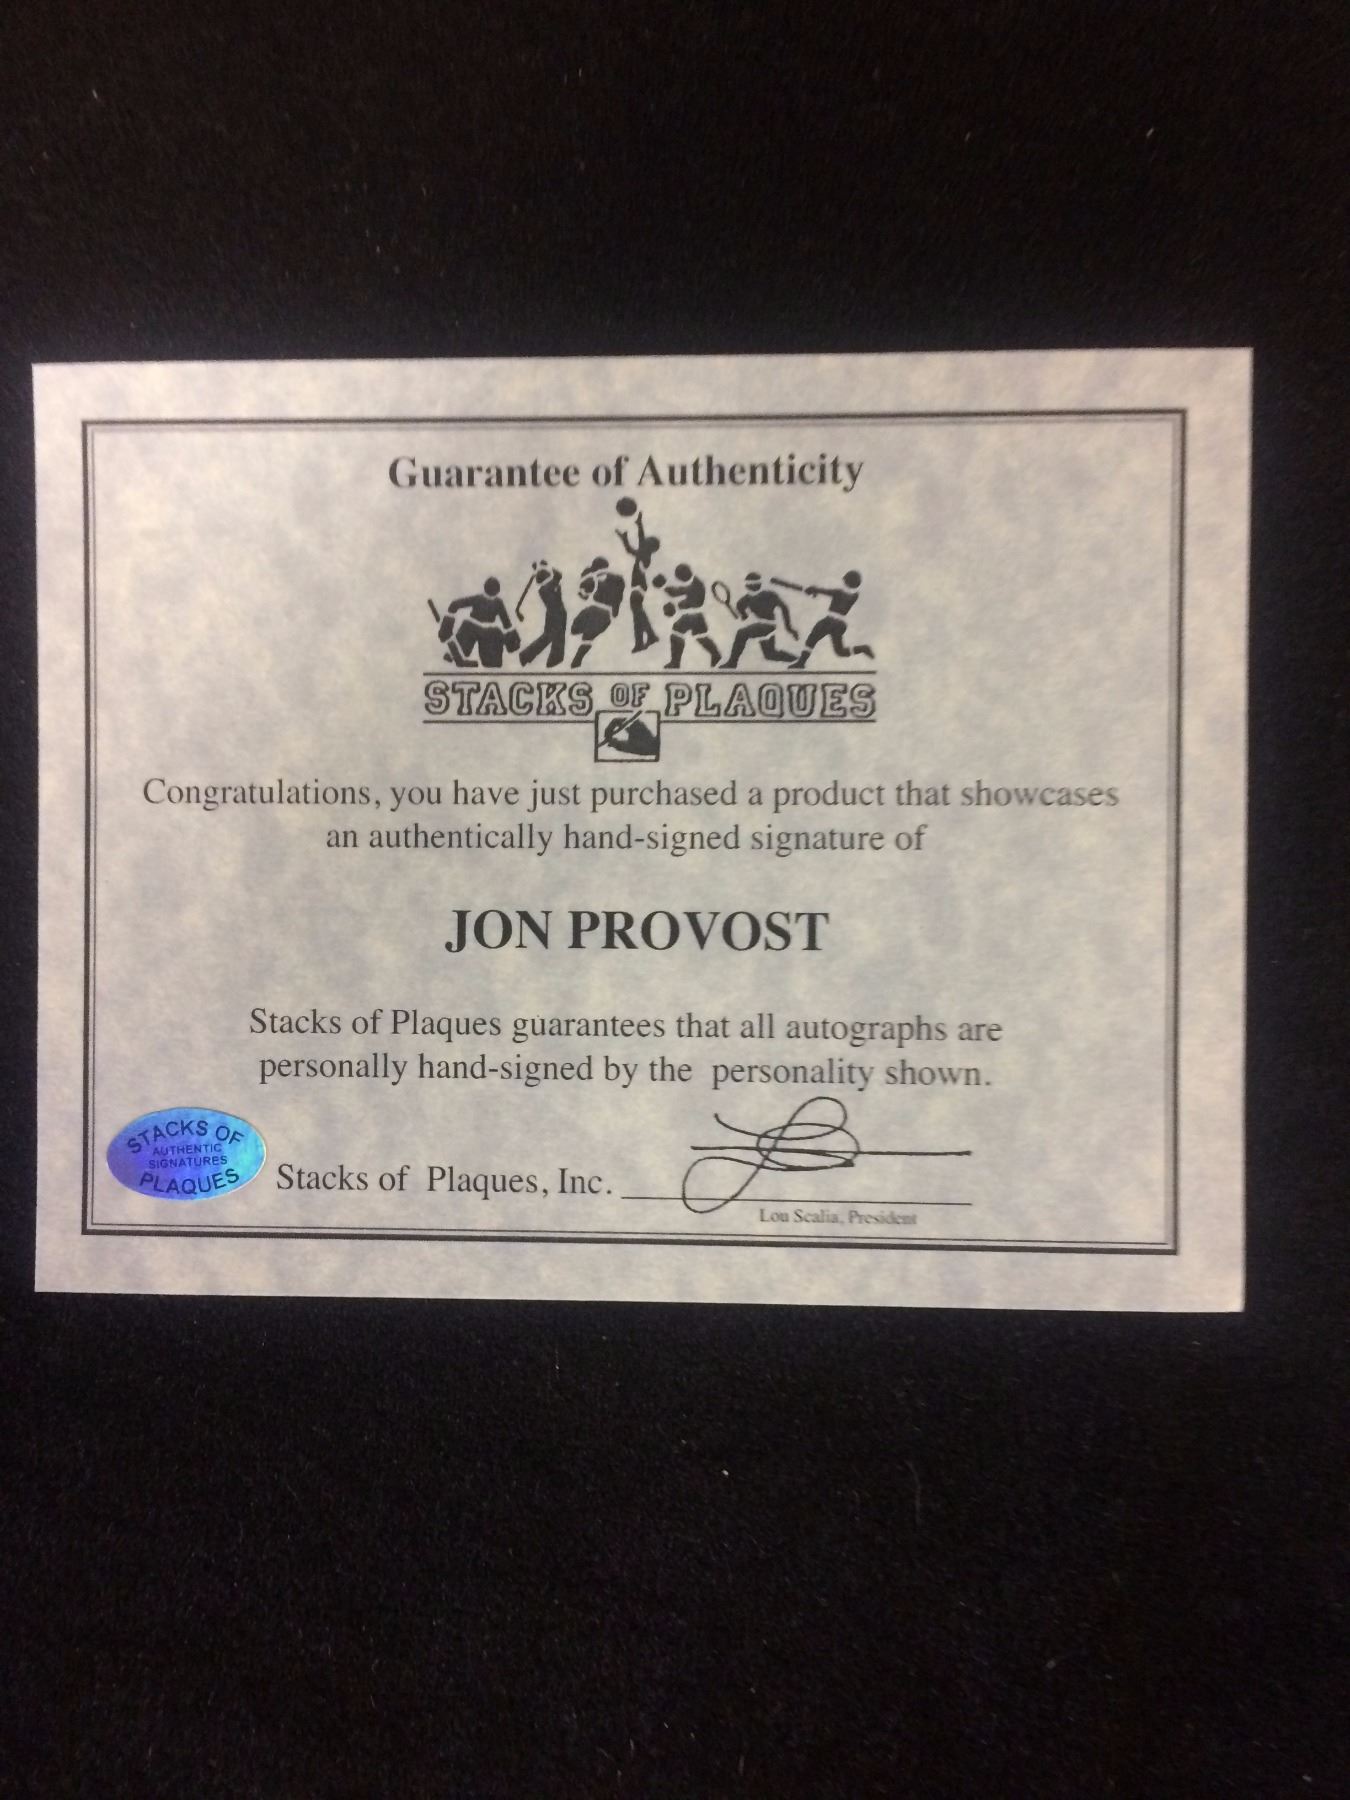 Guarantee of Authenticity
STACKS OF PLAQUES
Congratulations, you have just purchased a product that showcases
an authentically hand-signed signature of
JON PROVOST
Stacks of Plaques guarantees that all autographs are
personally hand-signed by the personality shown.
STACKS OF
AUTHENTIC
SIGNATURES
PLAQUES
Stacks of Plaques, Inc.
Lou Scalia, President